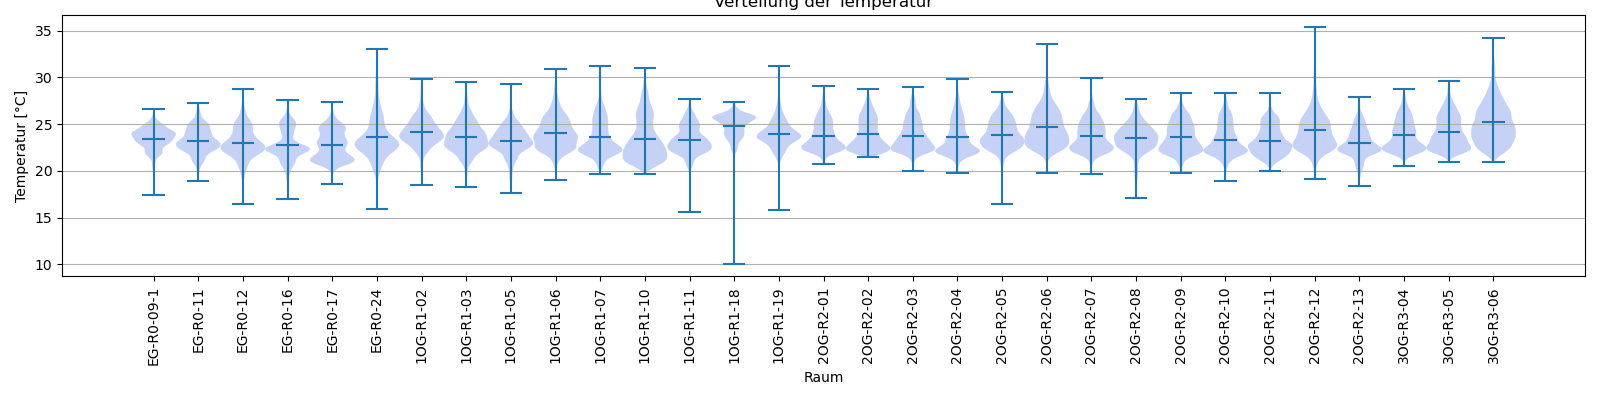 Verteilung der Temperatur
Temperatur [°C]
35
30
25
20
15
10
EG-R0-09-1
EG-R0-11
EG-R0-12
EG-R0-16
EG-R0-17
EG-R0-24
1OG-R1-02
1OG-R1-03
1OG-R1-05
1OG-R1-06
1OG-R1-07
1OG-R1-10
1OG-R1-11
1OG-R1-18
1OG-R1-19
2OG-R2-01
2OG-R2-02
2OG-R2-03
2OG-R2-04
2OG-R2-05
2OG-R2-06
2OG-R2-07
2OG-R2-08
2OG-R2-09
2OG-R2-10
2OG-R2-11
2OG-R2-12
2OG-R2-13
3OG-R3-04
3OG-R3-05
3OG-R3-06
Raum